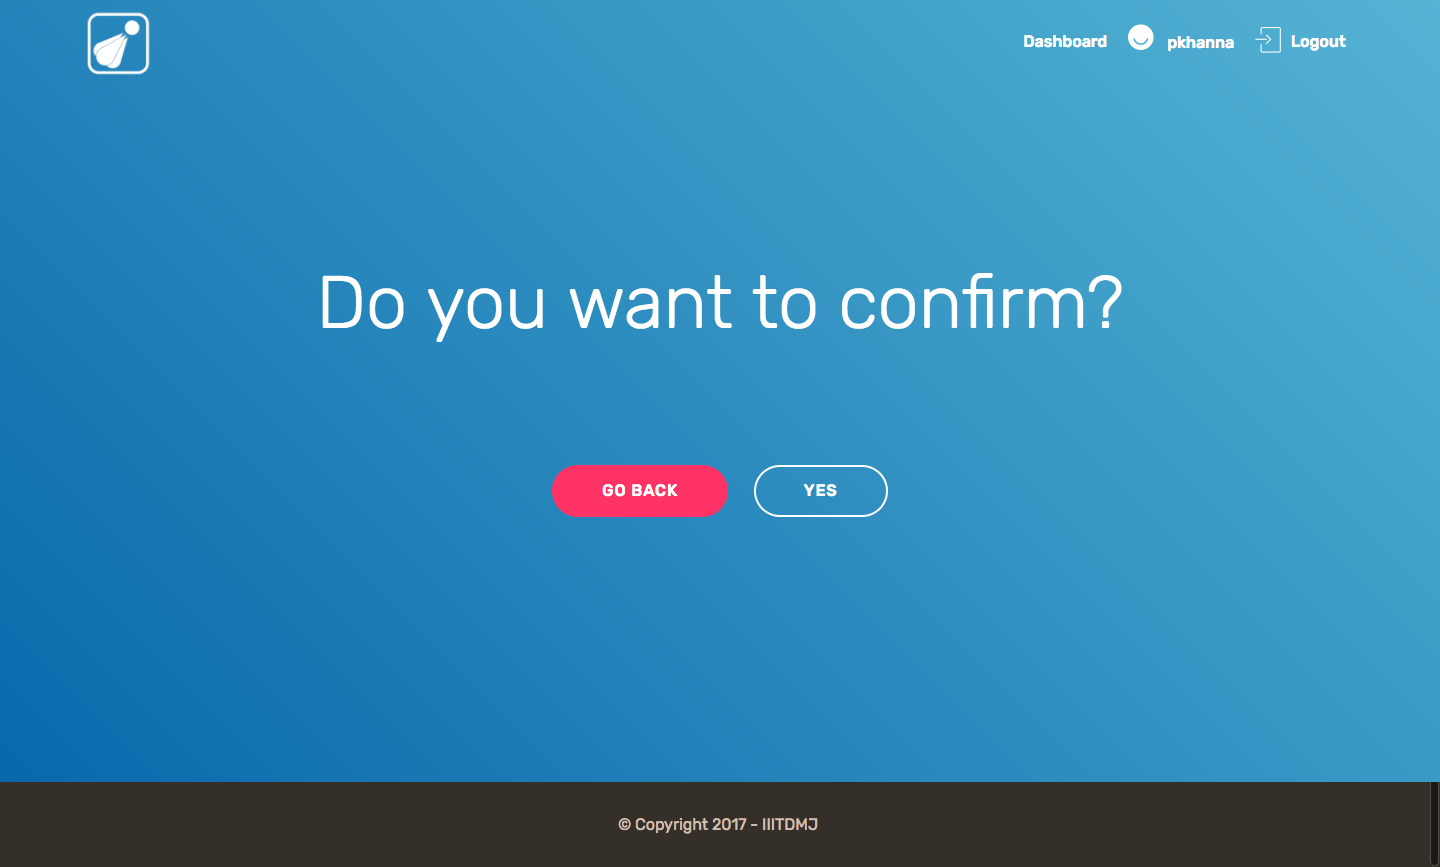 Dashboard pkhanna Logout
Do you want to confirm?
GO BACK YES
© Copyright 2017 - IIITDMJ